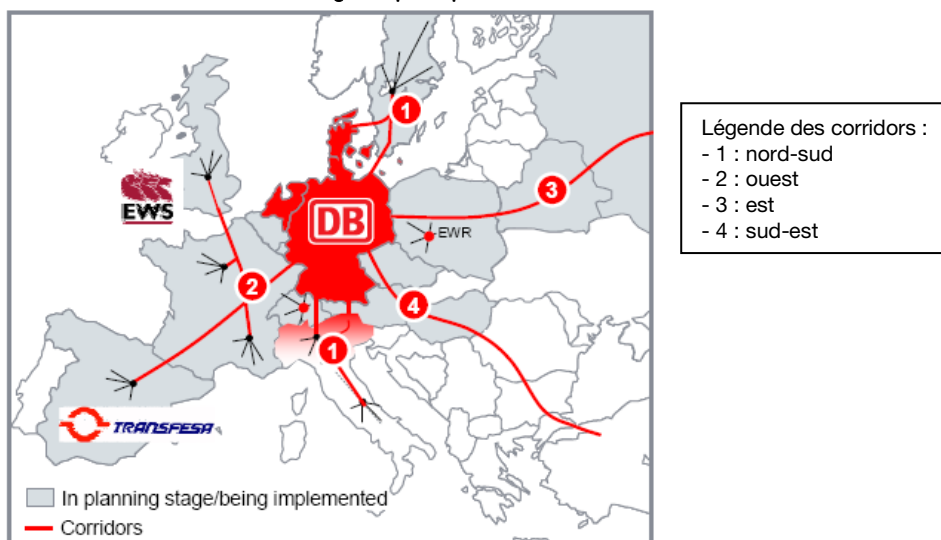 1
Légende des corridors :
- 1 : nord-sud
- 2 : ouest
- 3 : est
- 4 : sud-est
3
EWS
DB
EWR
2
4
1
TRANSFESA
In planning stage/being implemented
Corridors